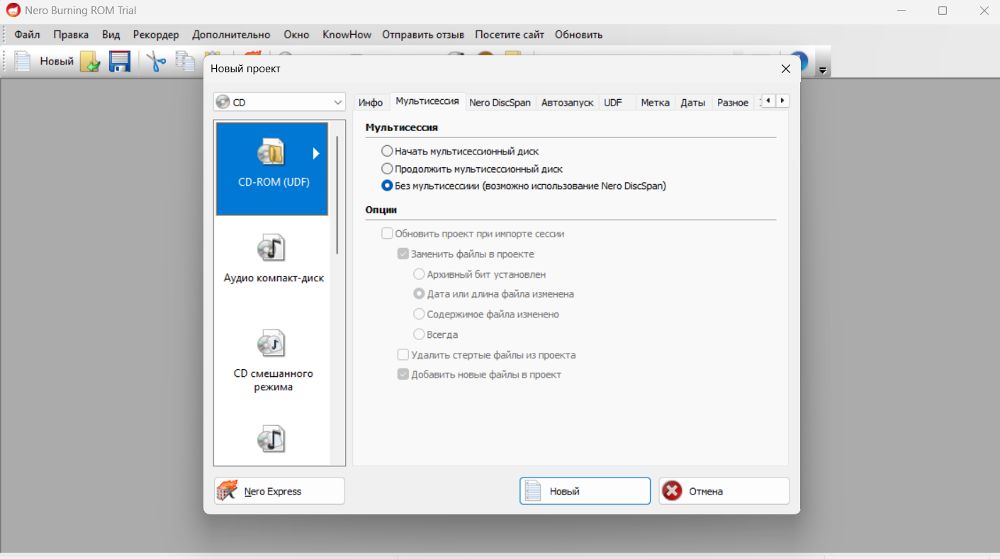 Nero Burning ROM Trial
Файл Правка Вид Рекордер Дополнительно Окно KnowHow Отправить отзыв Посетите сайт Обновить
Новый
Новый проект
CD
Инфо Мультисессия Nero DiscSpan Автозапуск UDF Метка Даты Разное
CD-ROM (UDF)
Аудио компакт-диск
CD смешанного
режима
Мультисессия
Начать мультисессионный диск
Продолжить мультисессионный диск
Без мультисессиии (возможно использование Nero DiscSpan)
Опции
Обновить проект при импорте сессии
Заменить файлы в проекте
Архивный бит установлен
Дата или длина файла изменена
Содержимое файла изменено
Всегда
Удалить стертые файлы из проекта
Добавить новые файлы в проект
Nero Express
Новый
Отмена